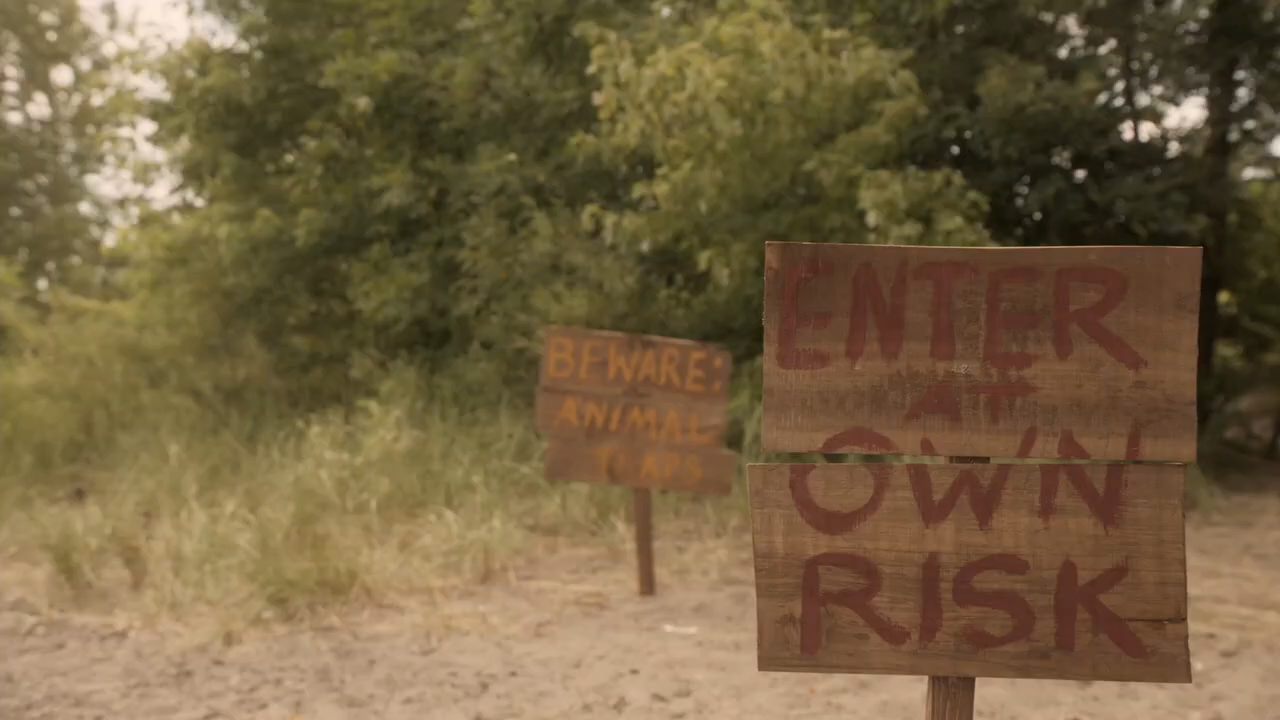 BEWARE:
ANIMAL
TRAPS
ENTER
AT
OWN
RISK